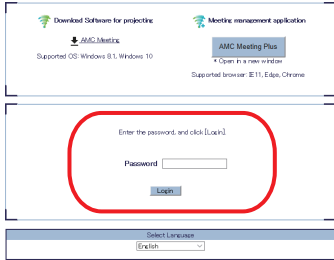 Download Software for projecting
AMC Meeting
Supported OS: Windows 8.1, Windows 10
Meeting management application
AMC Meeting Plus
* Open in a new window
Supported browser: IE11, Edge, Chrome
Enter the password, and click [Login].
Password
Login
Select Language
English